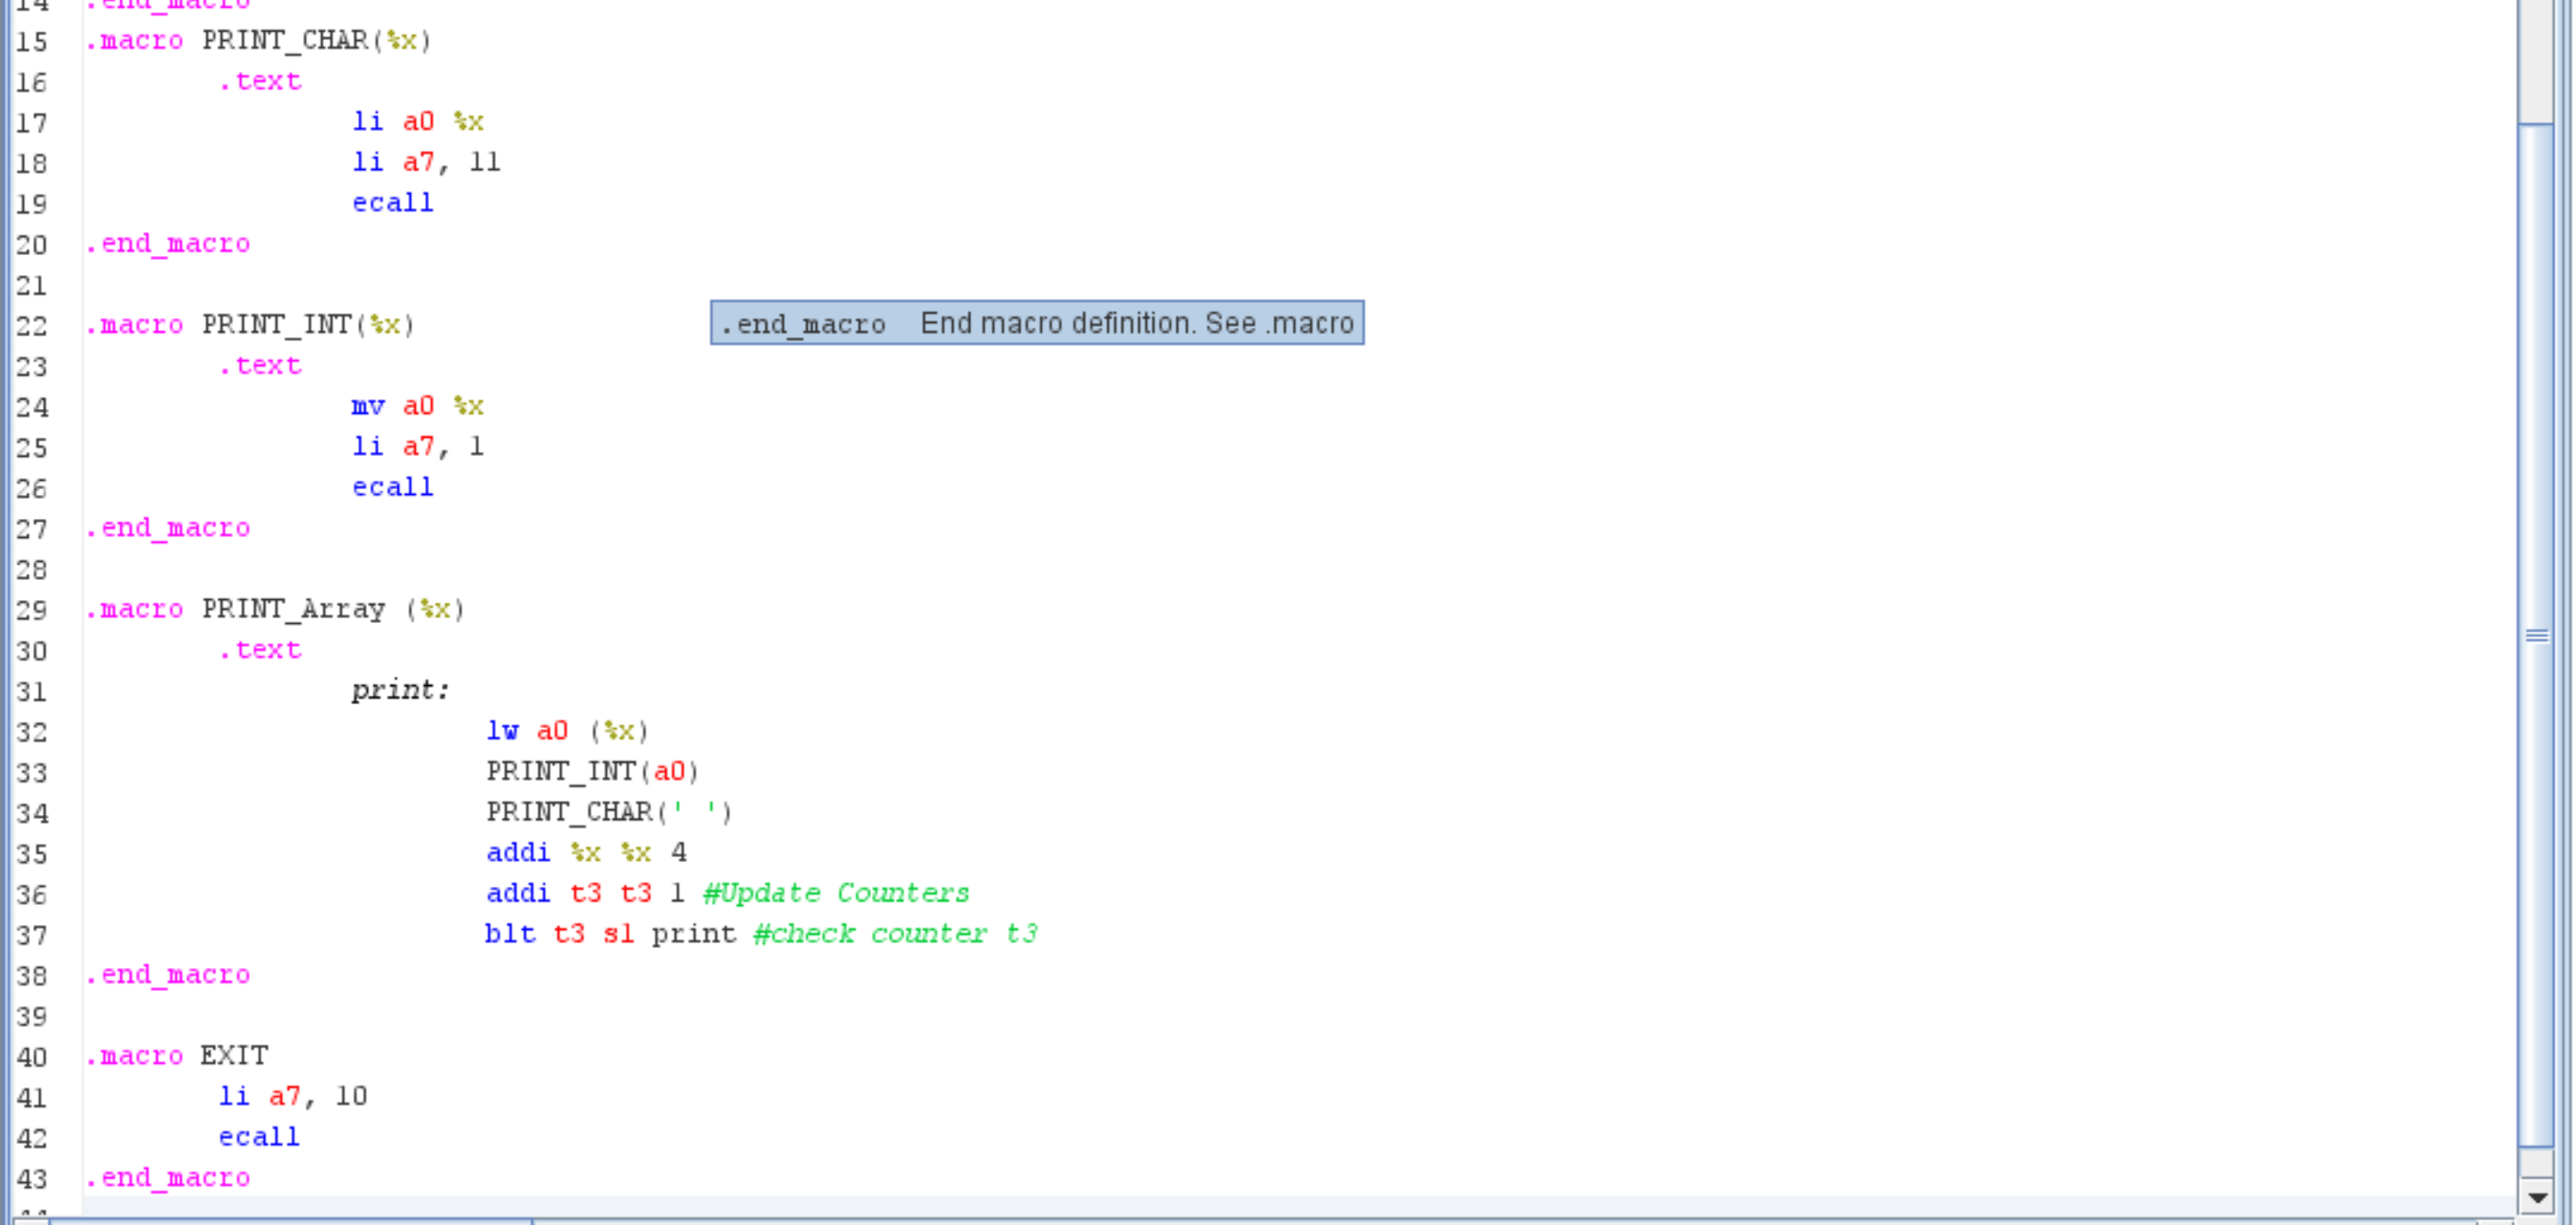 14 .end_macro
15 .macro PRINT_CHAR(%x)
16 .text
17 li a0 %x
18 li a7, 11
19 ecall
20 .end_macro
21
22 .macro PRINT_INT(%x) .end_macro End macro definition. See .macro
23 .text
24 mv a0 %x
25 li a7, 1
26 ecall
27 .end_macro
28
29 .macro PRINT_Array (%x)
30 .text
31 print:
32 lw a0 (%x)
33 PRINT_INT(a0)
34 PRINT_CHAR(' ')
35 addi %x %x 4
36 addi t3 t3 1 #Update Counters
37 blt t3 s1 print #check counter t3
38 .end_macro
39
40 .macro EXIT
41 li a7, 10
42 ecall
43 .end_macro